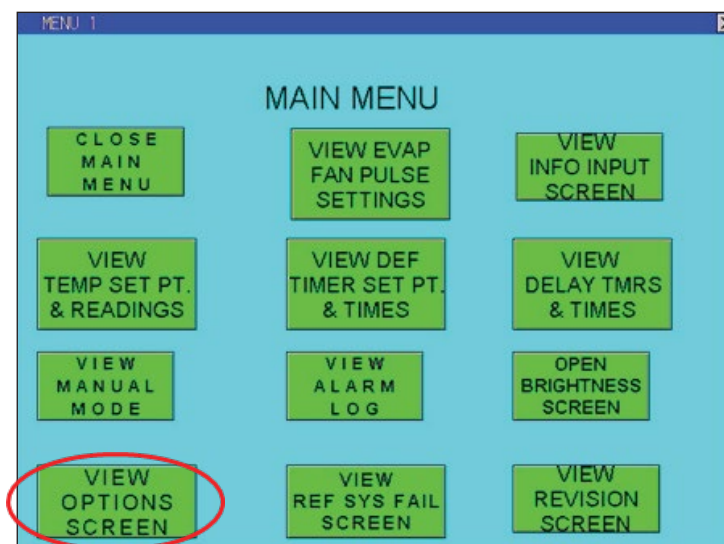 MENU 1
MAIN MENU
CLOSE
MAIN
MENU
VIEW EVAP
FAN PULSE
SETTINGS
VIEW
INFO INPUT
SCREEN
VIEW
TEMP SET PT.
& READINGS
VIEW DEF
TIMER SET PT.
& TIMES
VIEW
DELAY TMRS
& TIMES
VIEW
MANUAL
MODE
VIEW
ALARM
LOG
OPEN
BRIGHTNESS
SCREEN
VIEW
OPTIONS
SCREEN
VIEW
REF SYS FAIL
SCREEN
VIEW
REVISION
SCREEN